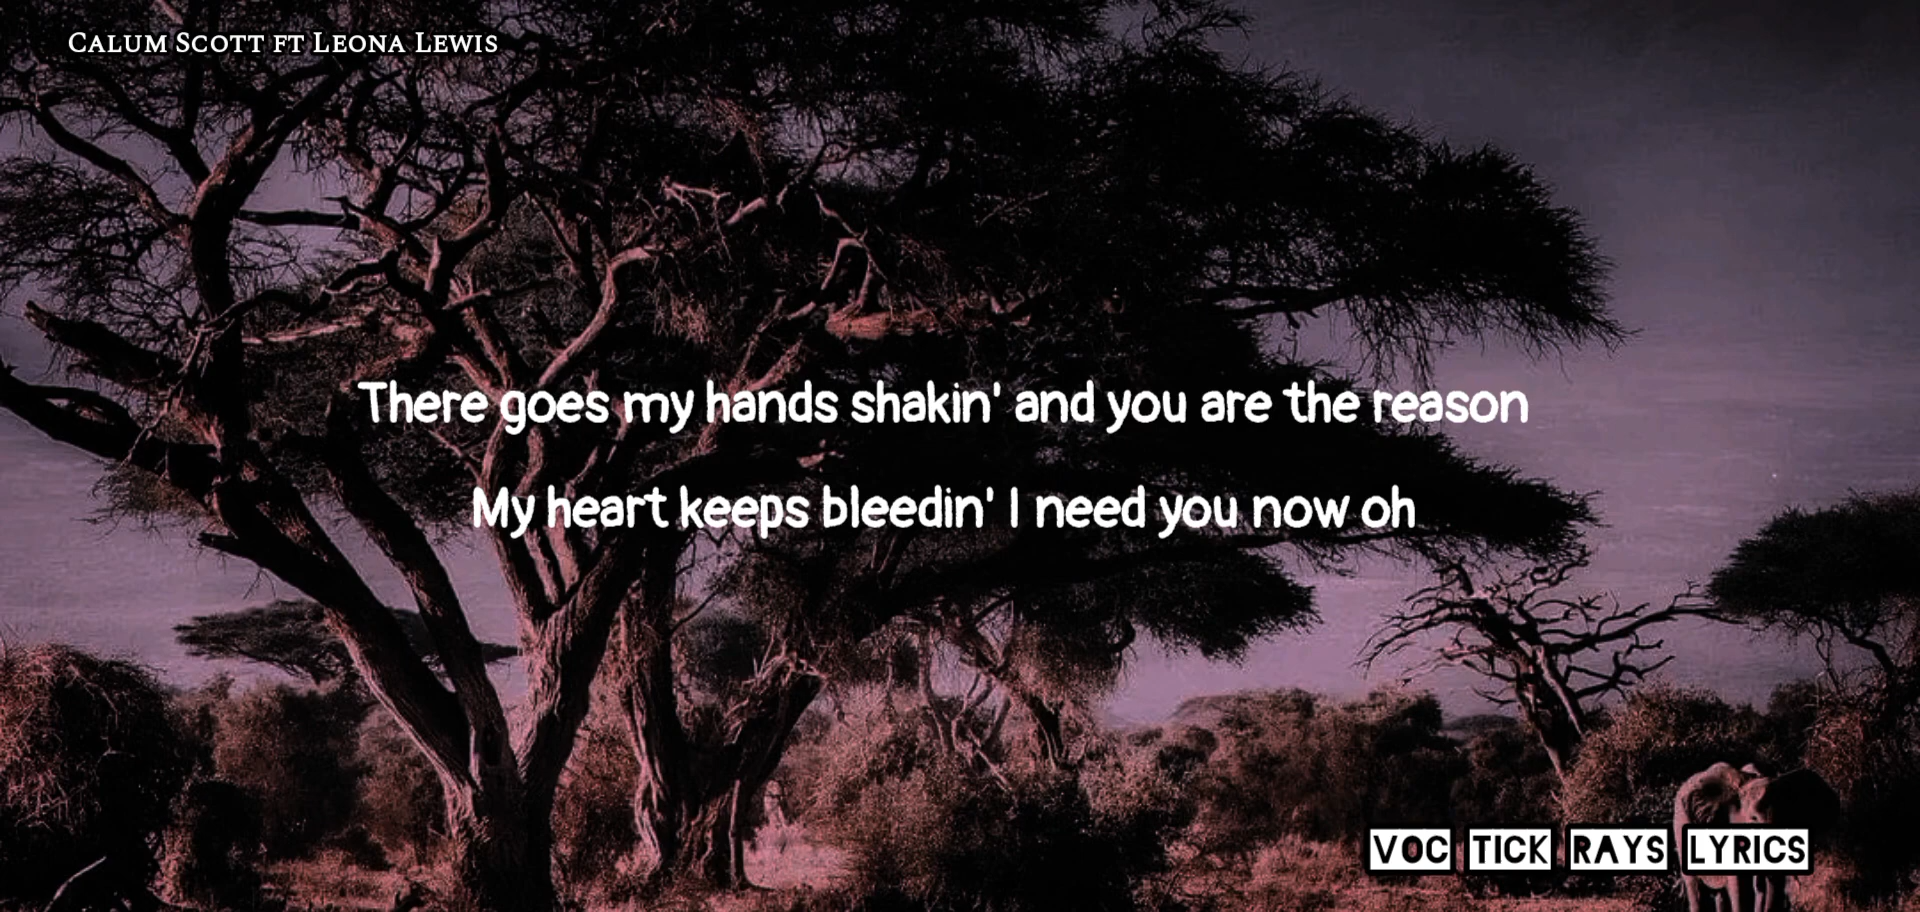 Calum Scott ft Leona Lewis
There goes my hands shakin' and you are the reason
My heart keeps bleedin' I need you now oh
VOC TICK RAYS LYRICS